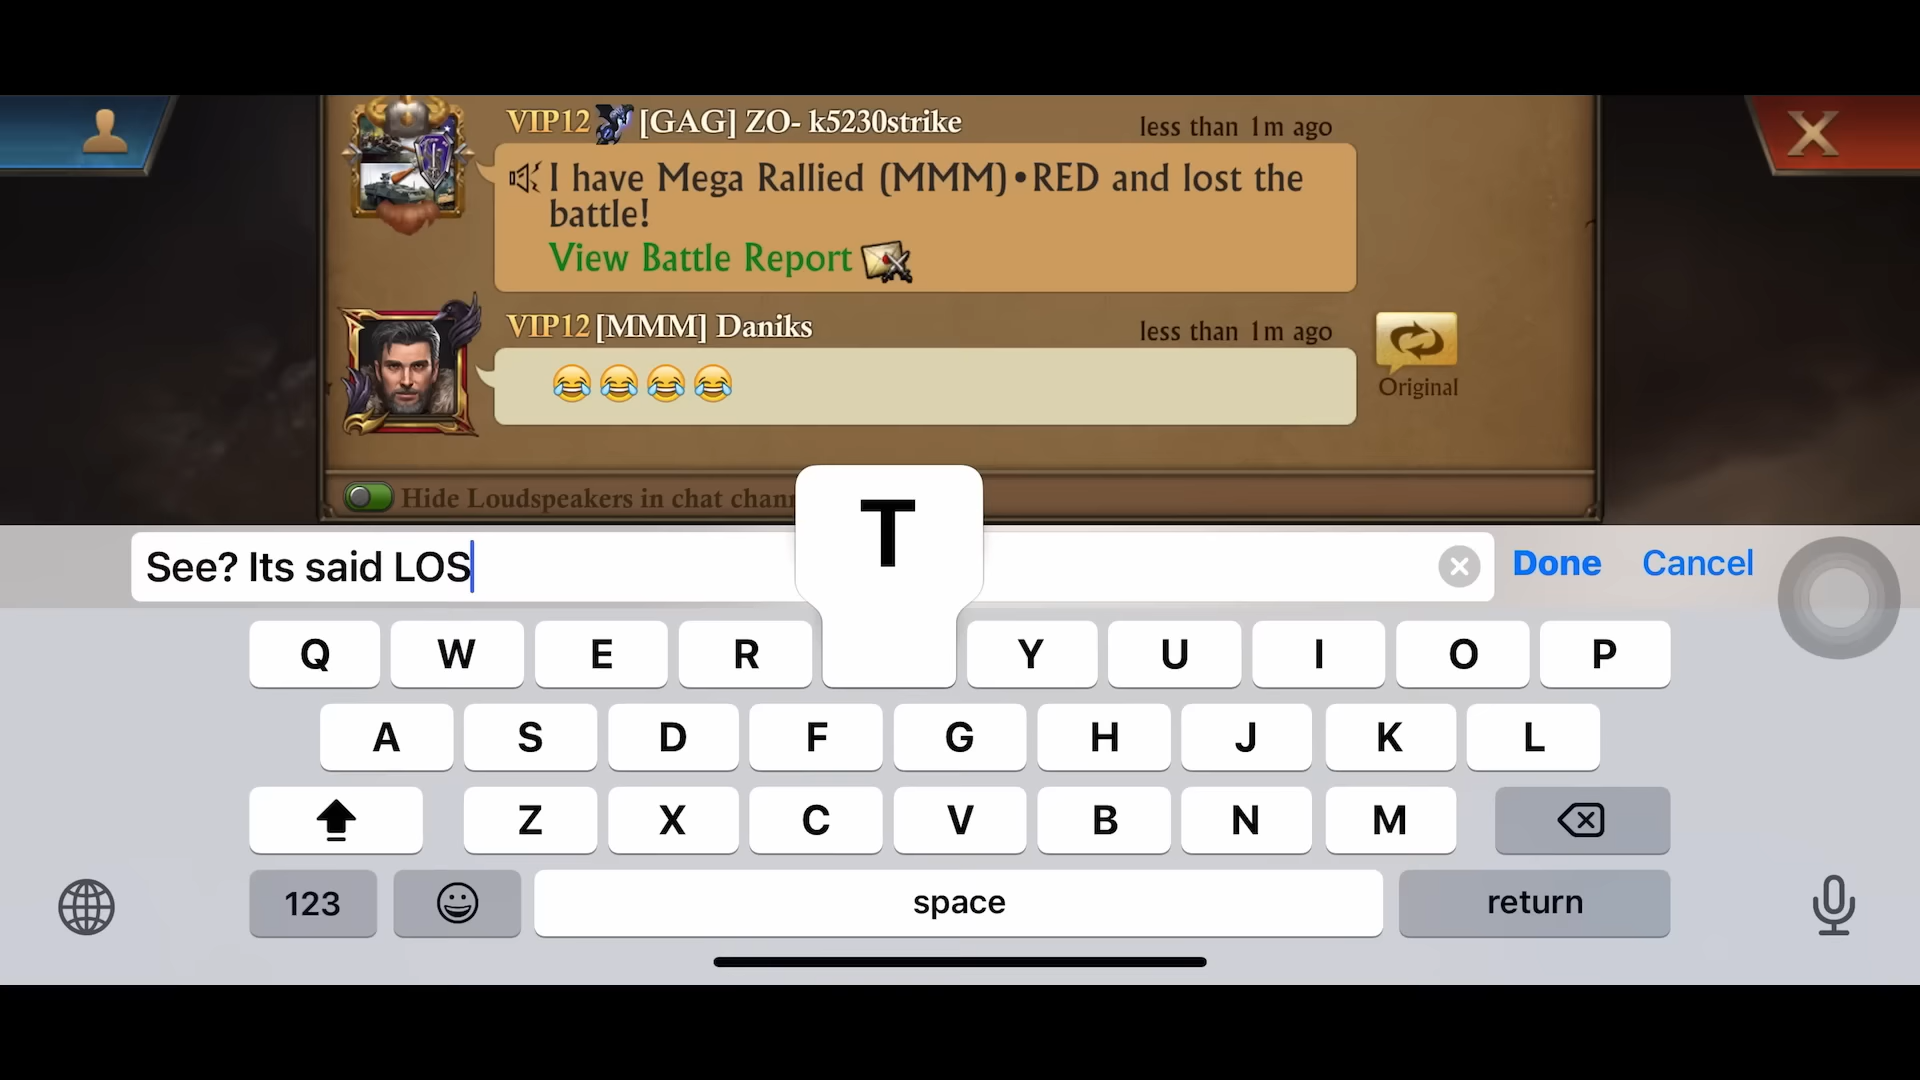 VIP12 [GAG] ZO- k5230strike
less than 1m ago
I have Mega Rallied (MMM)•RED and lost the
battle!
View Battle Report
VIP12 [MMM] Daniks
less than 1m ago
😂😂😂😂
Original
Hide Loudspeakers in chat chann
T
See? Its said LOS
Done
Cancel
Q W E R Y U I O P
A S D F G H J K L
Z X C V B N M
123
space
return